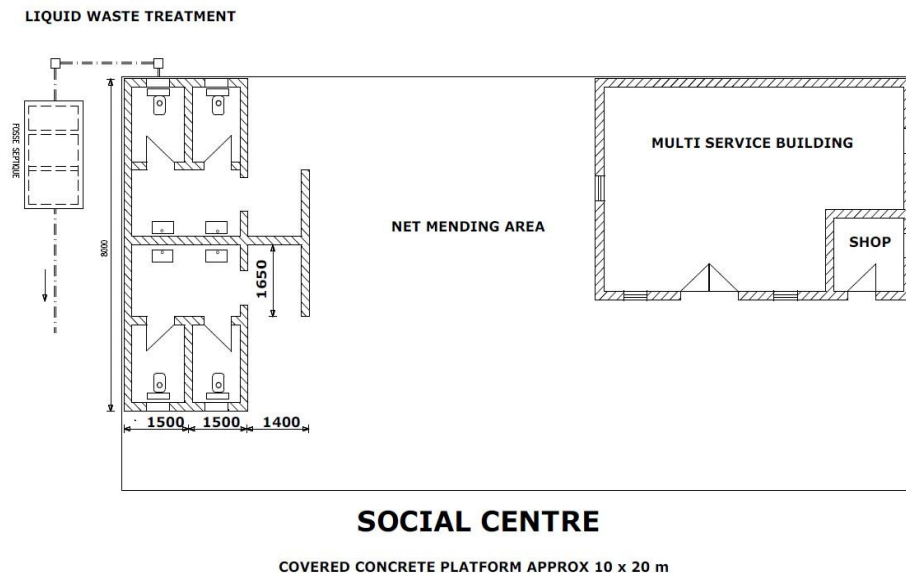 LIQUID WASTE TREATMENT
FOSSE SEPTIQUE
8000
MULTI SERVICE BUILDING
NET MENDING AREA
SHOP
1650
1500
1500
1400
SOCIAL CENTRE
COVERED CONCRETE PLATFORM APPROX 10 x 20 m